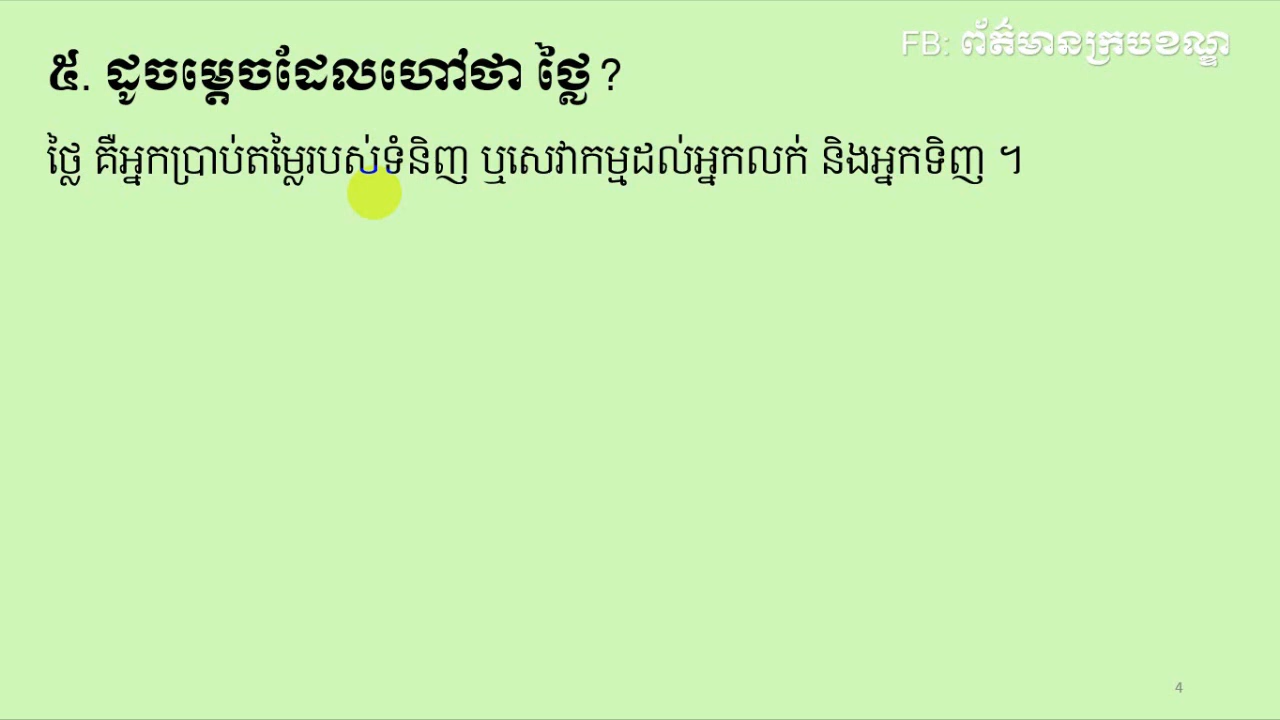 FB: ព័ត៌មានក្របខណ្ឌ
៥. ដូចម្ដេចដែលហៅថា ថ្លៃ?
ថ្លៃ គឺអ្នកប្រាប់តម្លៃរបស់ទំនិញ ឬសេវាកម្មដល់អ្នកលក់ និងអ្នកទិញ ។
4